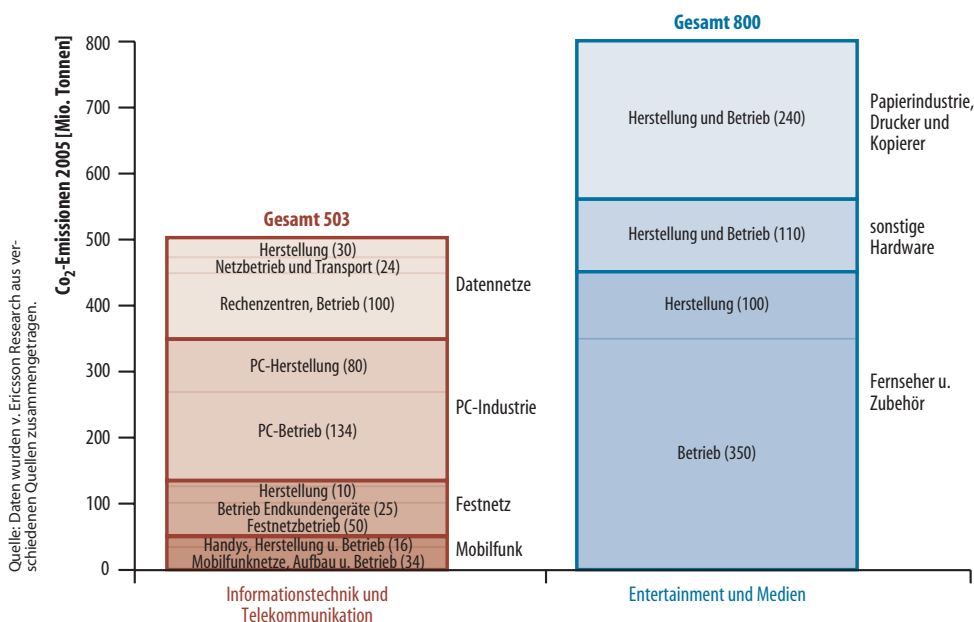 Gesamt 800
Co2-Emissionen 2005 [Mio. Tonnen]
800
700
600
500
400
300
200
100
0
Gesamt 503
Herstellung (30)
Netzbetrieb und Transport (24)
Rechenzentren, Betrieb (100)
Datennetze
PC-Herstellung (80)
PC-Betrieb (134)
PC-Industrie
Herstellung (10)
Betrieb Endkundengeräte (25)
Festnetzbetrieb (50)
Festnetz
Handys, Herstellung u. Betrieb (16)
Mobilfunknetze, Aufbau u. Betrieb (34)
Mobilfunk
Informationstechnik und
Telekommunikation
Herstellung und Betrieb (240)
Papierindustrie,
Drucker und
Kopierer
Herstellung und Betrieb (110)
sonstige
Hardware
Herstellung (100)
Betrieb (350)
Fernseher u.
Zubehör
Entertainment und Medien
Quelle: Daten wurden v. Ericsson Research aus ver-
schiedenen Quellen zusammengetragen.